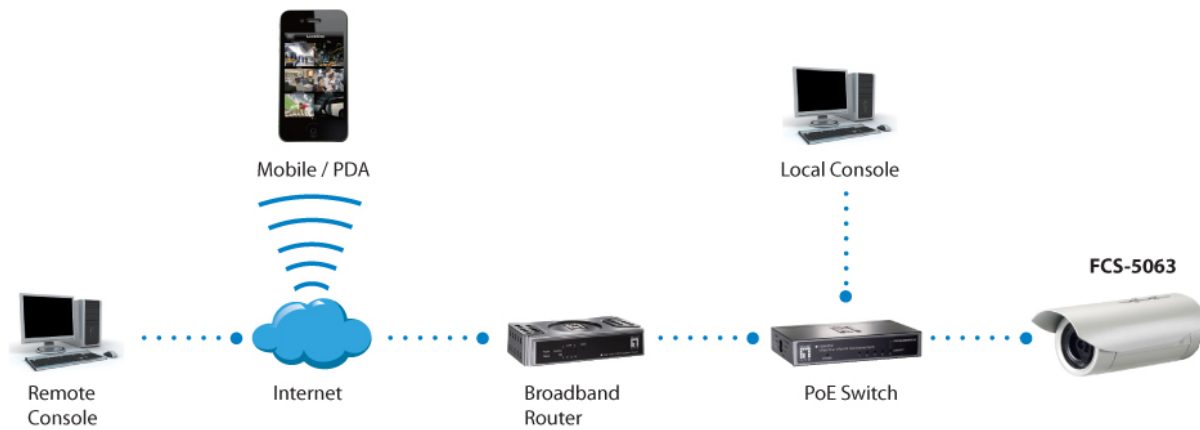 Mobile / PDA
Local Console
FCS-5063
Remote
Console
Internet
Broadband
Router
PoE Switch